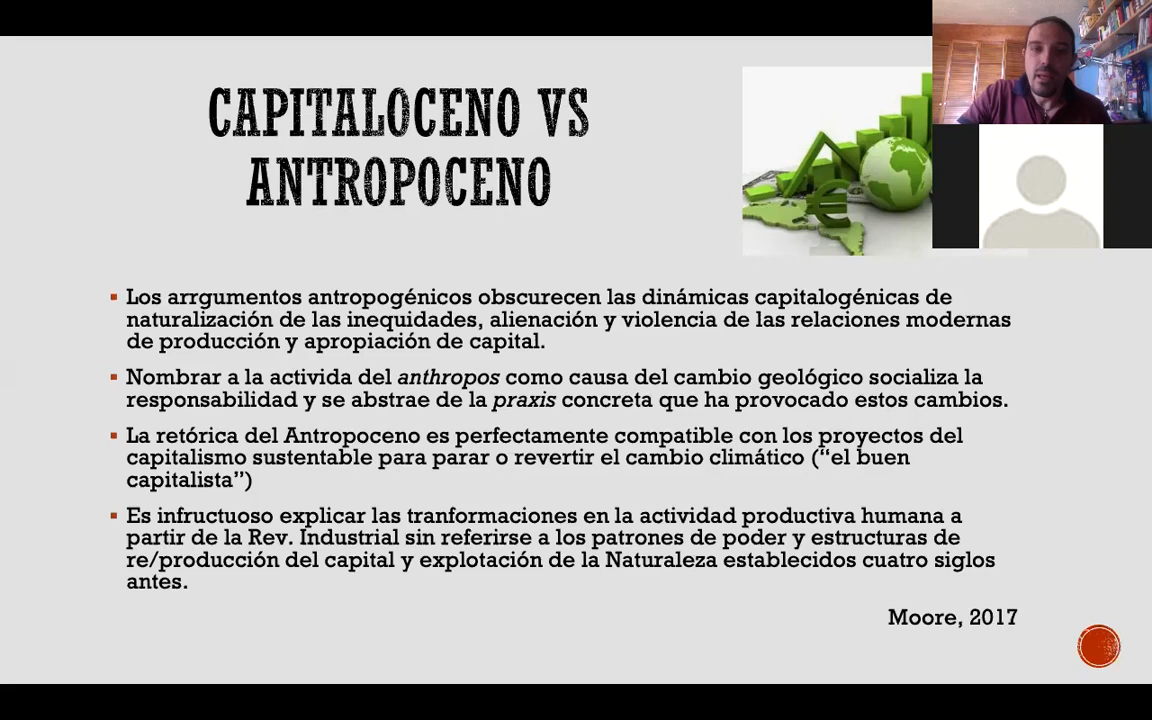 CAPITALOCENO VS
ANTROPOCENO
Los arrgumentos antropogénicos obscurecen las dinámicas capitalogénicas de
naturalización de las inequidades, alienación y violencia de las relaciones modernas
de producción y apropiación de capital.
Nombrar a la activida del anthropos como causa del cambio geológico socializa la
responsabilidad y se abstrae de la praxis concreta que ha provocado estos cambios.
La retórica del Antropoceno es perfectamente compatible con los proyectos del
capitalismo sustentable para parar o revertir el cambio climático (“el buen
capitalista”)
Es infructuoso explicar las tranformaciones en la actividad productiva humana a
partir de la Rev. Industrial sin referirse a los patrones de poder y estructuras de
re/producción del capital y explotación de la Naturaleza establecidos cuatro siglos
antes.
Moore, 2017